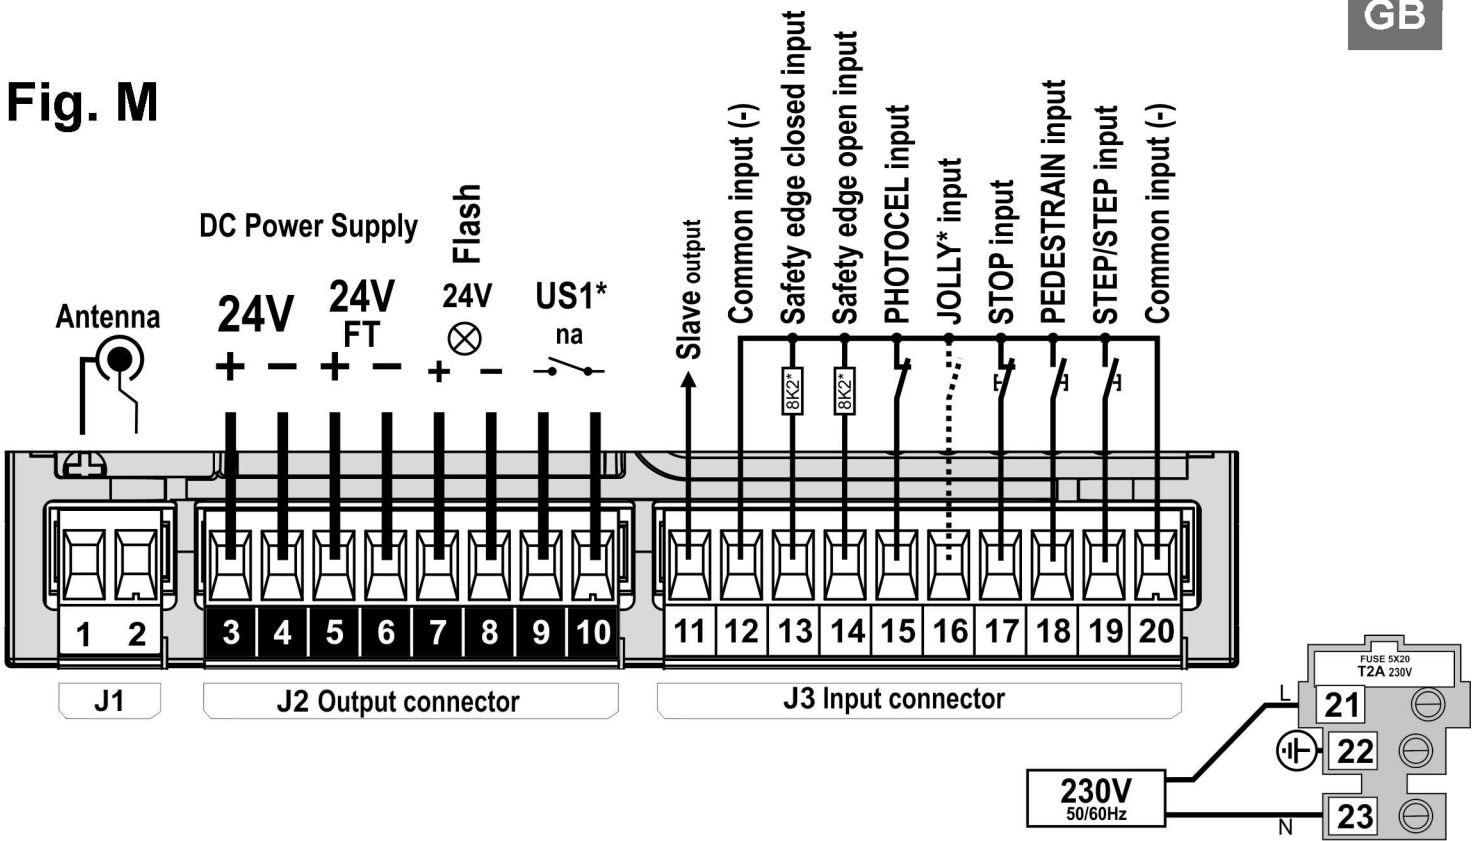 GB
Fig. M
Antenna
DC Power Supply
24V
+ −
24V
FT
+ −
Flash
24V
+ −
US1*
na
Slave output
Common input (-)
Safety edge closed input
Safety edge open input
PHOTOCEL input
JOLLY* input
STOP input
PEDESTRAIN input
STEP/STEP input
Common input (-)
8K2*
8K2*
1 2
3 4 5 6 7 8 9 10
11 12 13 14 15 16 17 18 19 20
J1
J2 Output connector
J3 Input connector
FUSE 5X20
T2A 230V
L
21
22
23
N
230V
50/60Hz